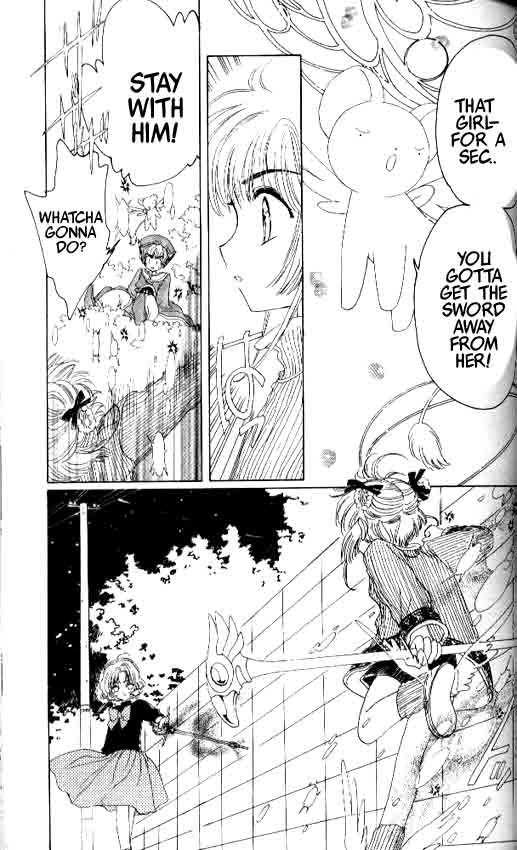 THAT
GIRL-
FOR A
SEC..
YOU
GOTTA
GET THE
SWORD
AWAY
FROM
HER!
STAY
WITH
HIM!
WHATCHA
GONNA
DO?